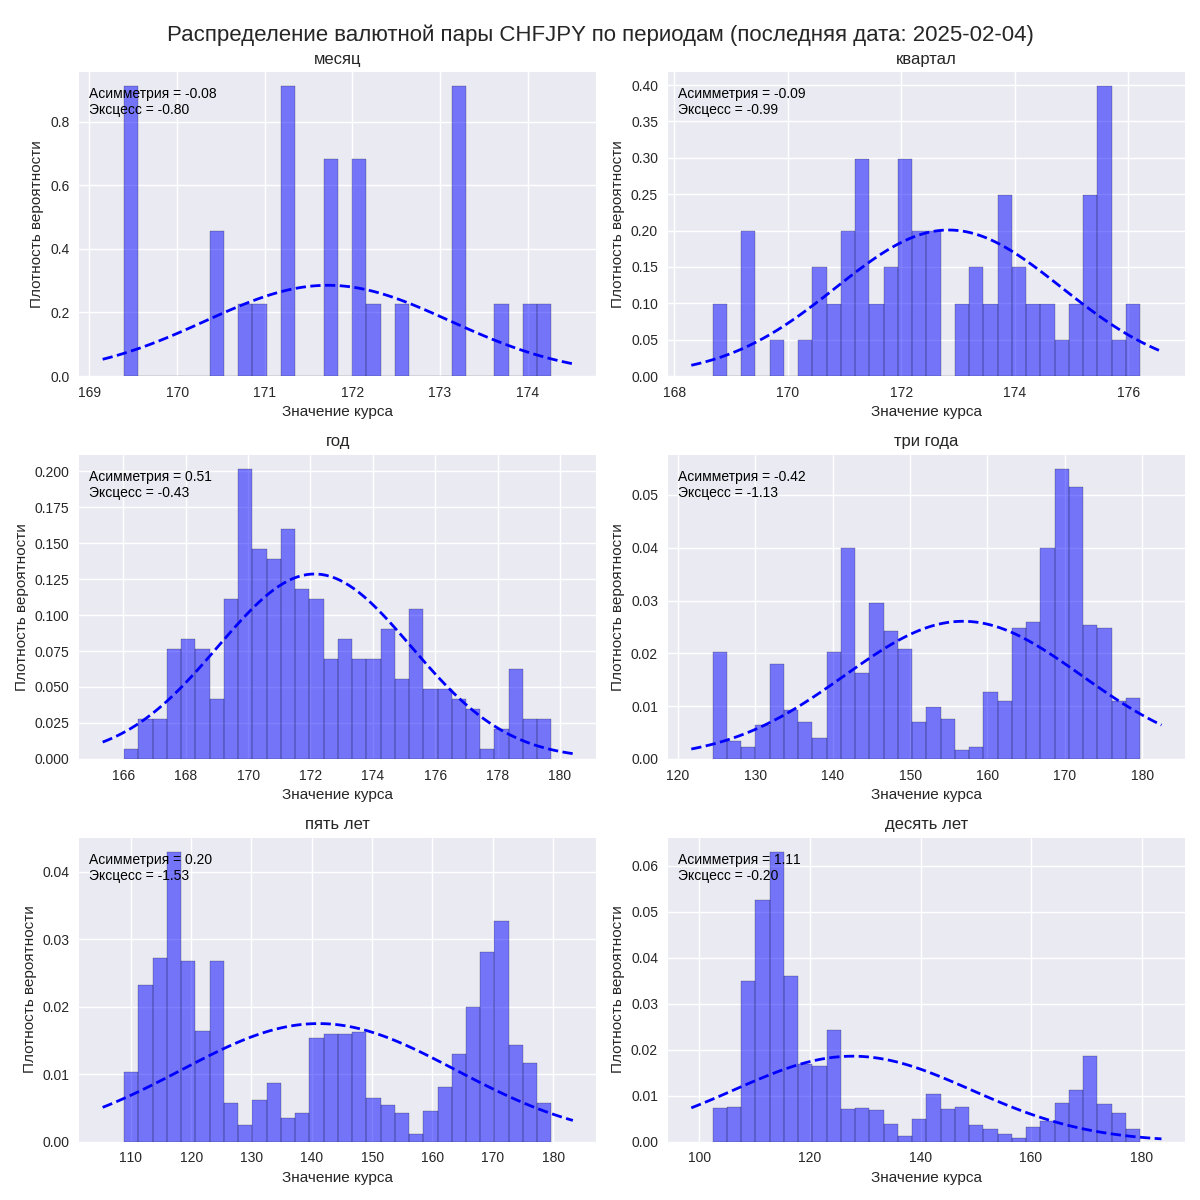 Распределение валютной пары CHFJPY по периодам (последняя дата: 2025-02-04)
месяц
Асимметрия = -0.08
Эксцесс = -0.80
Плотность вероятности
0.8
0.6
0.4
0.2
0.0
169 170 171 172 173 174
Значение курса
квартал
Асимметрия = -0.09
Эксцесс = -0.99
Плотность вероятности
0.40
0.35
0.30
0.25
0.20
0.15
0.10
0.05
0.00
168 170 172 174 176
Значение курса
год
Асимметрия = 0.51
Эксцесс = -0.43
Плотность вероятности
0.200
0.175
0.150
0.125
0.100
0.075
0.050
0.025
0.000
166 168 170 172 174 176 178 180
Значение курса
три года
Асимметрия = -0.42
Эксцесс = -1.13
Плотность вероятности
0.05
0.04
0.03
0.02
0.01
0.00
120 130 140 150 160 170 180
Значение курса
пять лет
Асимметрия = 0.20
Эксцесс = -1.53
Плотность вероятности
0.04
0.03
0.02
0.01
0.00
110 120 130 140 150 160 170 180
Значение курса
десять лет
Асимметрия = 1.11
Эксцесс = -0.20
Плотность вероятности
0.06
0.05
0.04
0.03
0.02
0.01
0.00
100 120 140 160 180
Значение курса